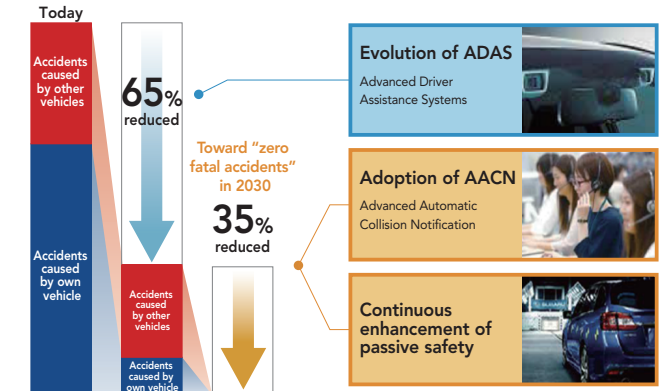 Today
Accidents
caused
by other
vehicles
Accidents
caused
by own
vehicle
65%
reduced
Accidents
caused
by other
vehicles
Accidents
caused by
own vehicle
Toward “zero
fatal accidents”
in 2030
35%
reduced
Evolution of ADAS
Advanced Driver
Assistance Systems
Adoption of AACN
Advanced Automatic
Collision Notification
Continuous
enhancement of
passive safety